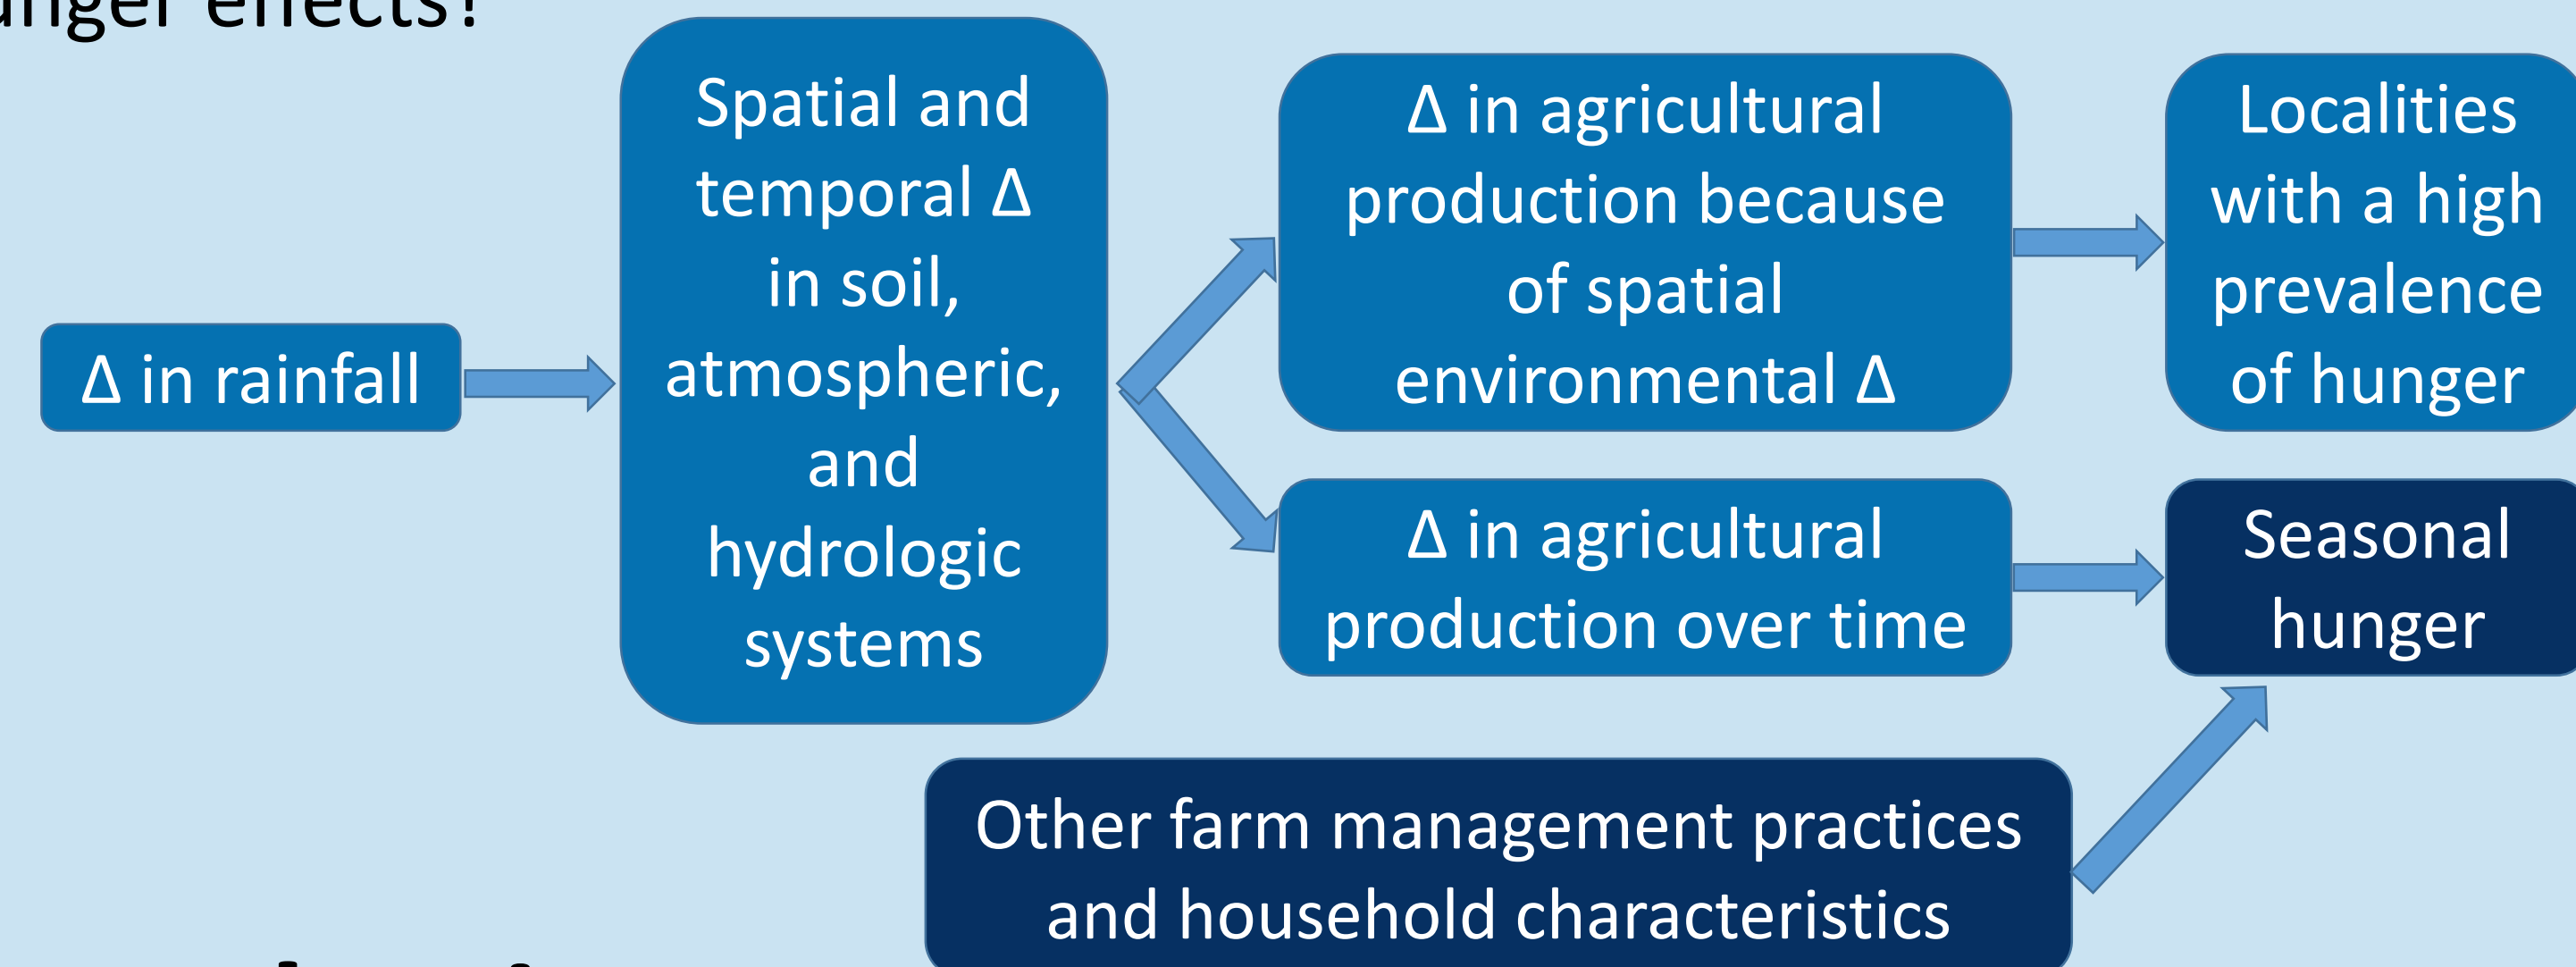 effects?
Δ in rainfall
Spatial and
temporal Δ
in soil,
atmospheric,
and
hydrologic
systems
Δ in agricultural
production because
of spatial
environmental Δ
Localities
with a high
prevalence
of hunger
Δ in agricultural
production over time
Seasonal
hunger
Other farm management practices
and household characteristics